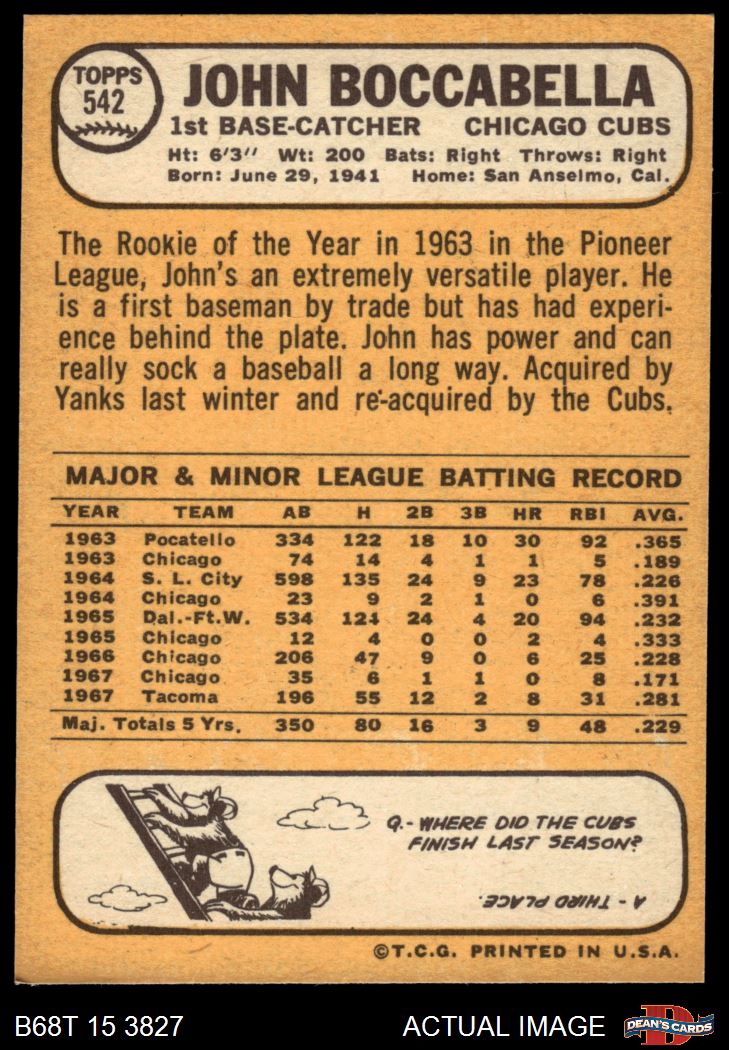 TOPPS
542
JOHN BOCCABELLA
1st BASE-CATCHER CHICAGO CUBS
Ht: 6'3" Wt: 200 Bats: Right Throws: Right
Born: June 29, 1941 Home: San Anselmo, Cal.
The Rookie of the Year in 1963 in the Pioneer
League, John's an extremely versatile player. He
is a first baseman by trade but has had experi-
ence behind the plate. John has power and can
really sock a baseball a long way. Acquired by
Yanks last winter and re-acquired by the Cubs.
MAJOR & MINOR LEAGUE BATTING RECORD
YEAR TEAM AB H 2B 3B HR RBI AVG.
1963 Pocatello 334 122 18 10 30 92 .365
1963 Chicago 74 14 4 1 1 5 .189
1964 S. L. City 598 135 24 9 23 78 .226
1964 Chicago 23 9 2 1 0 6 .391
1965 Dal.-Ft.W. 534 124 24 4 20 94 .232
1965 Chicago 12 4 0 0 2 4 .333
1966 Chicago 206 47 9 0 6 25 .228
1967 Chicago 35 6 1 1 0 8 .171
1967 Tacoma 196 55 12 2 8 31 .281
Maj. Totals 5 Yrs. 350 80 16 3 9 48 .229
Q.- WHERE DID THE CUBS
FINISH LAST SEASON?
A - THIRD PLACE.
©T.C.G. PRINTED IN U.S.A.
B68T 15 3827 ACTUAL IMAGE
D
DEAN'S CARDS